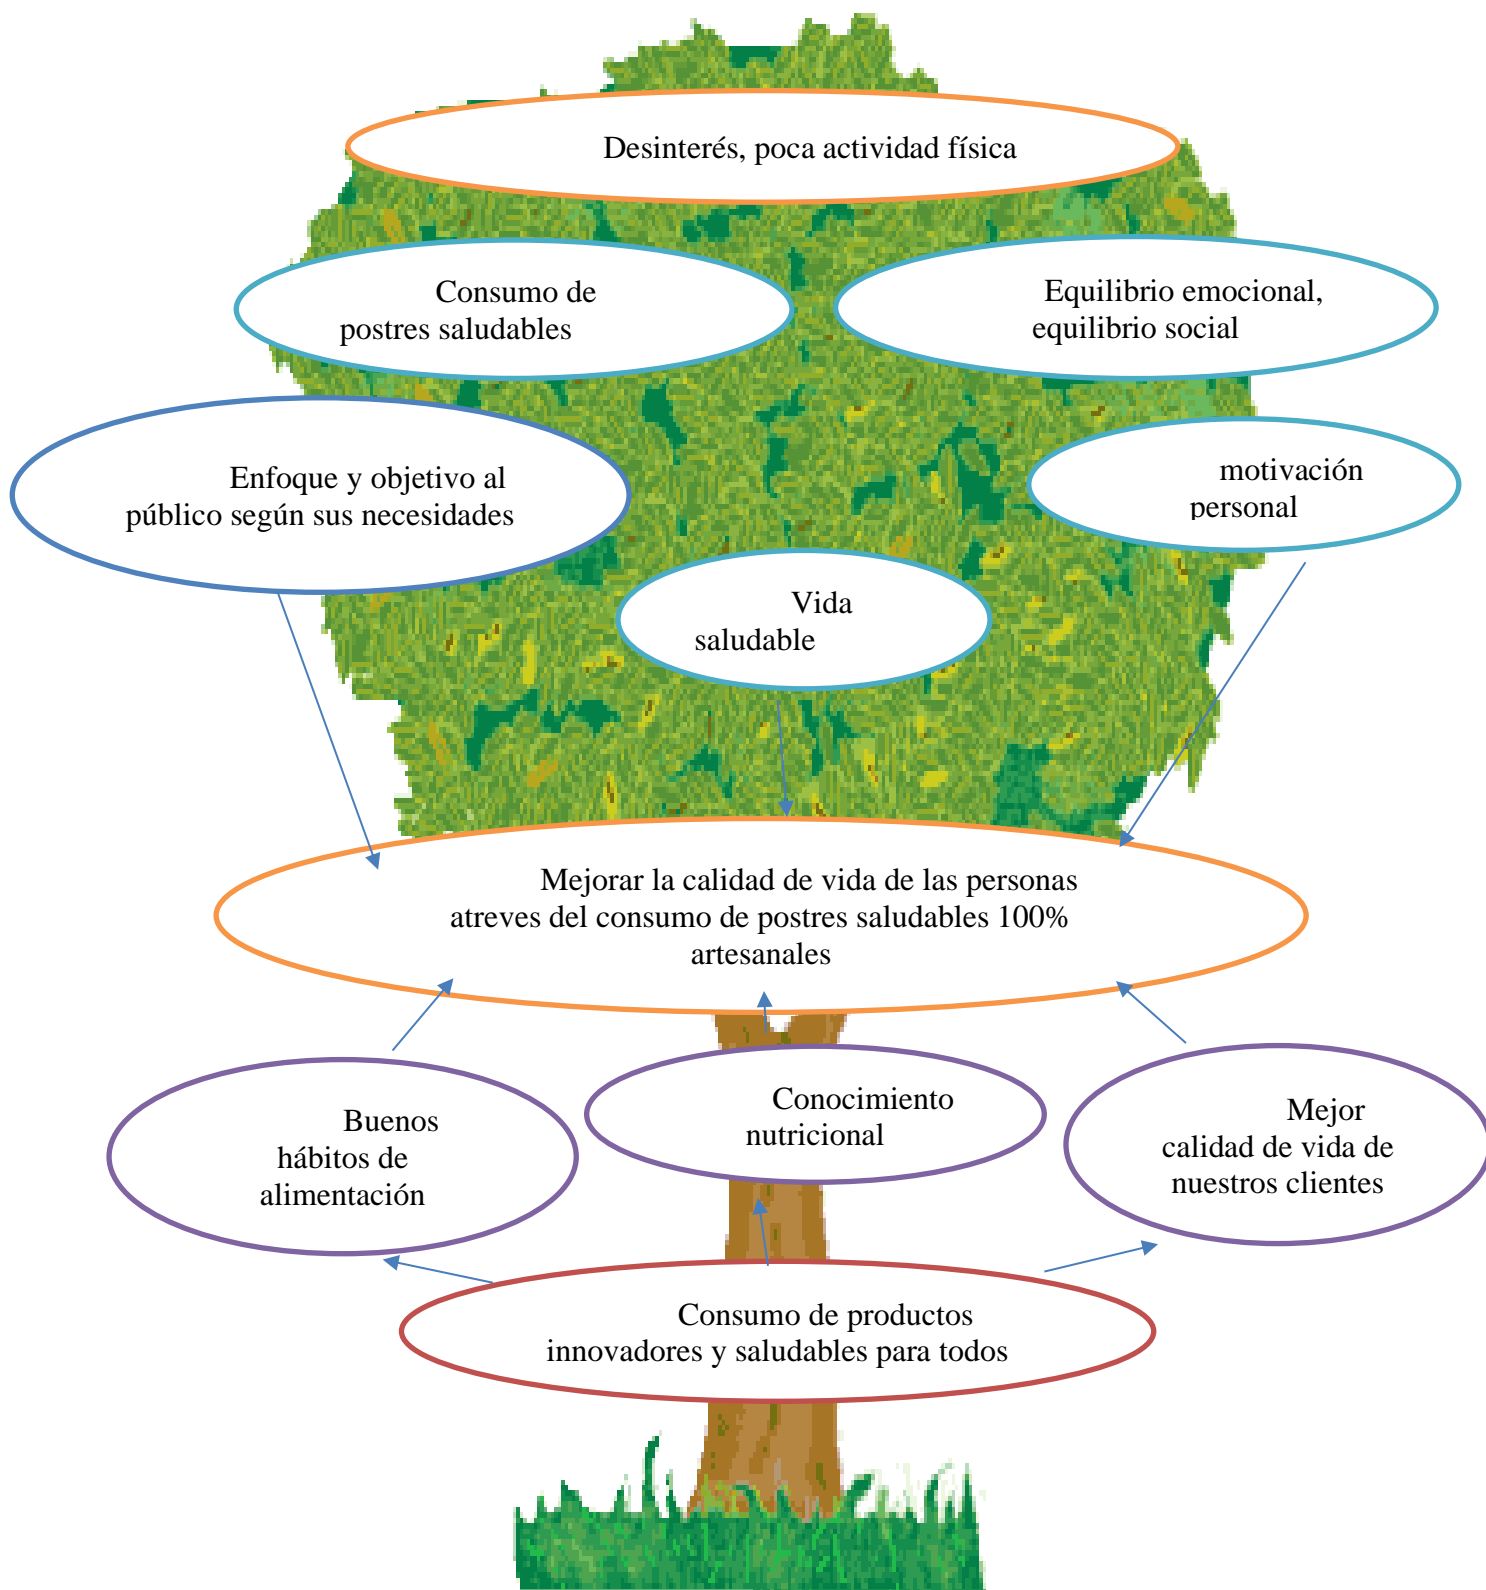 Desinterés, poca actividad física
Consumo de
postres saludables
Equilibrio emocional,
equilibrio social
Enfoque y objetivo al
público según sus necesidades
motivación
personal
Vida
saludable
Mejorar la calidad de vida de las personas
atreves del consumo de postres saludables 100%
artesanales
Buenos
hábitos de
alimentación
Conocimiento
nutricional
Mejor
calidad de vida de
nuestros clientes
Consumo de productos
innovadores y saludables para todos